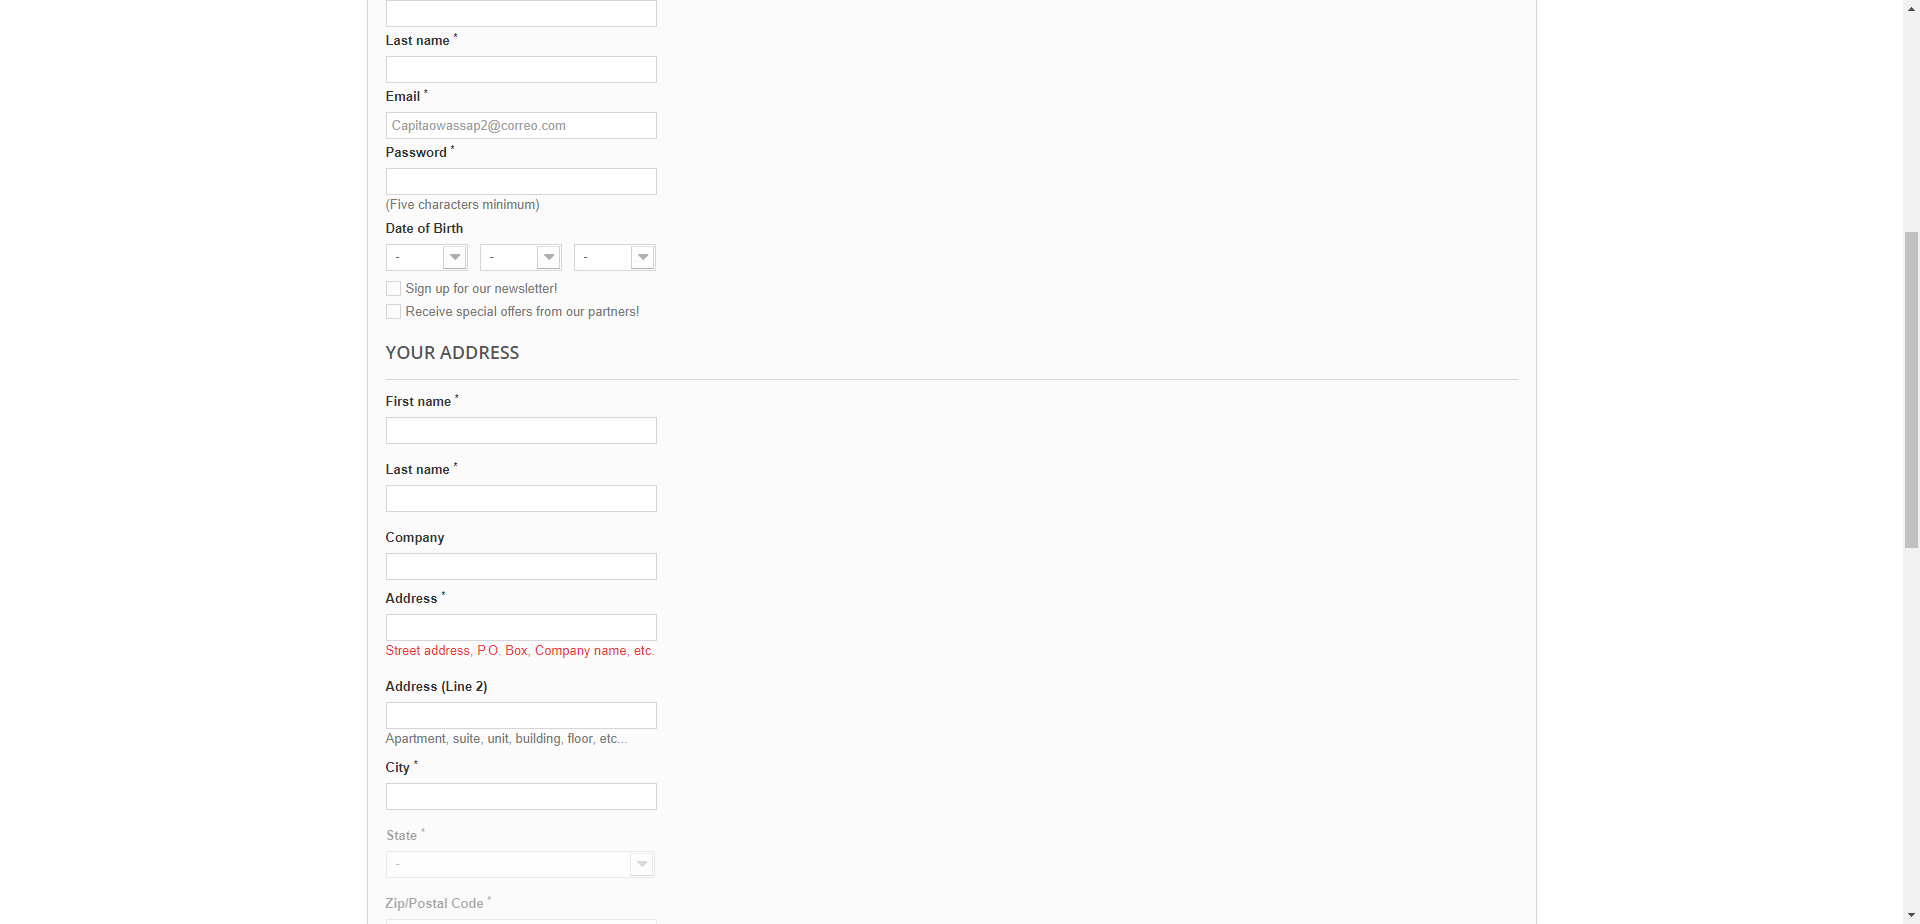 Last name *
Email *
Capitaowassap2@correo.com
Password *
(Five characters minimum)
Date of Birth
- - -
Sign up for our newsletter!
Receive special offers from our partners!
YOUR ADDRESS
First name *
Last name *
Company
Address *
Street address, P.O. Box, Company name, etc.
Address (Line 2)
Apartment, suite, unit, building, floor, etc...
City *
State *
-
Zip/Postal Code *